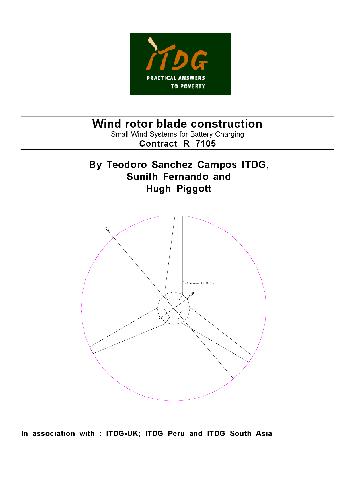 ITDG
PRACTICAL ANSWERS
TO POVERTY
Wind rotor blade construction
Small Wind Systems for Battery Charging
Contract R 7105
By Teodoro Sanchez Campos ITDG,
Sunith Fernando and
Hugh Piggott
In association with : ITDG-UK; ITDG Peru and ITDG South Asia